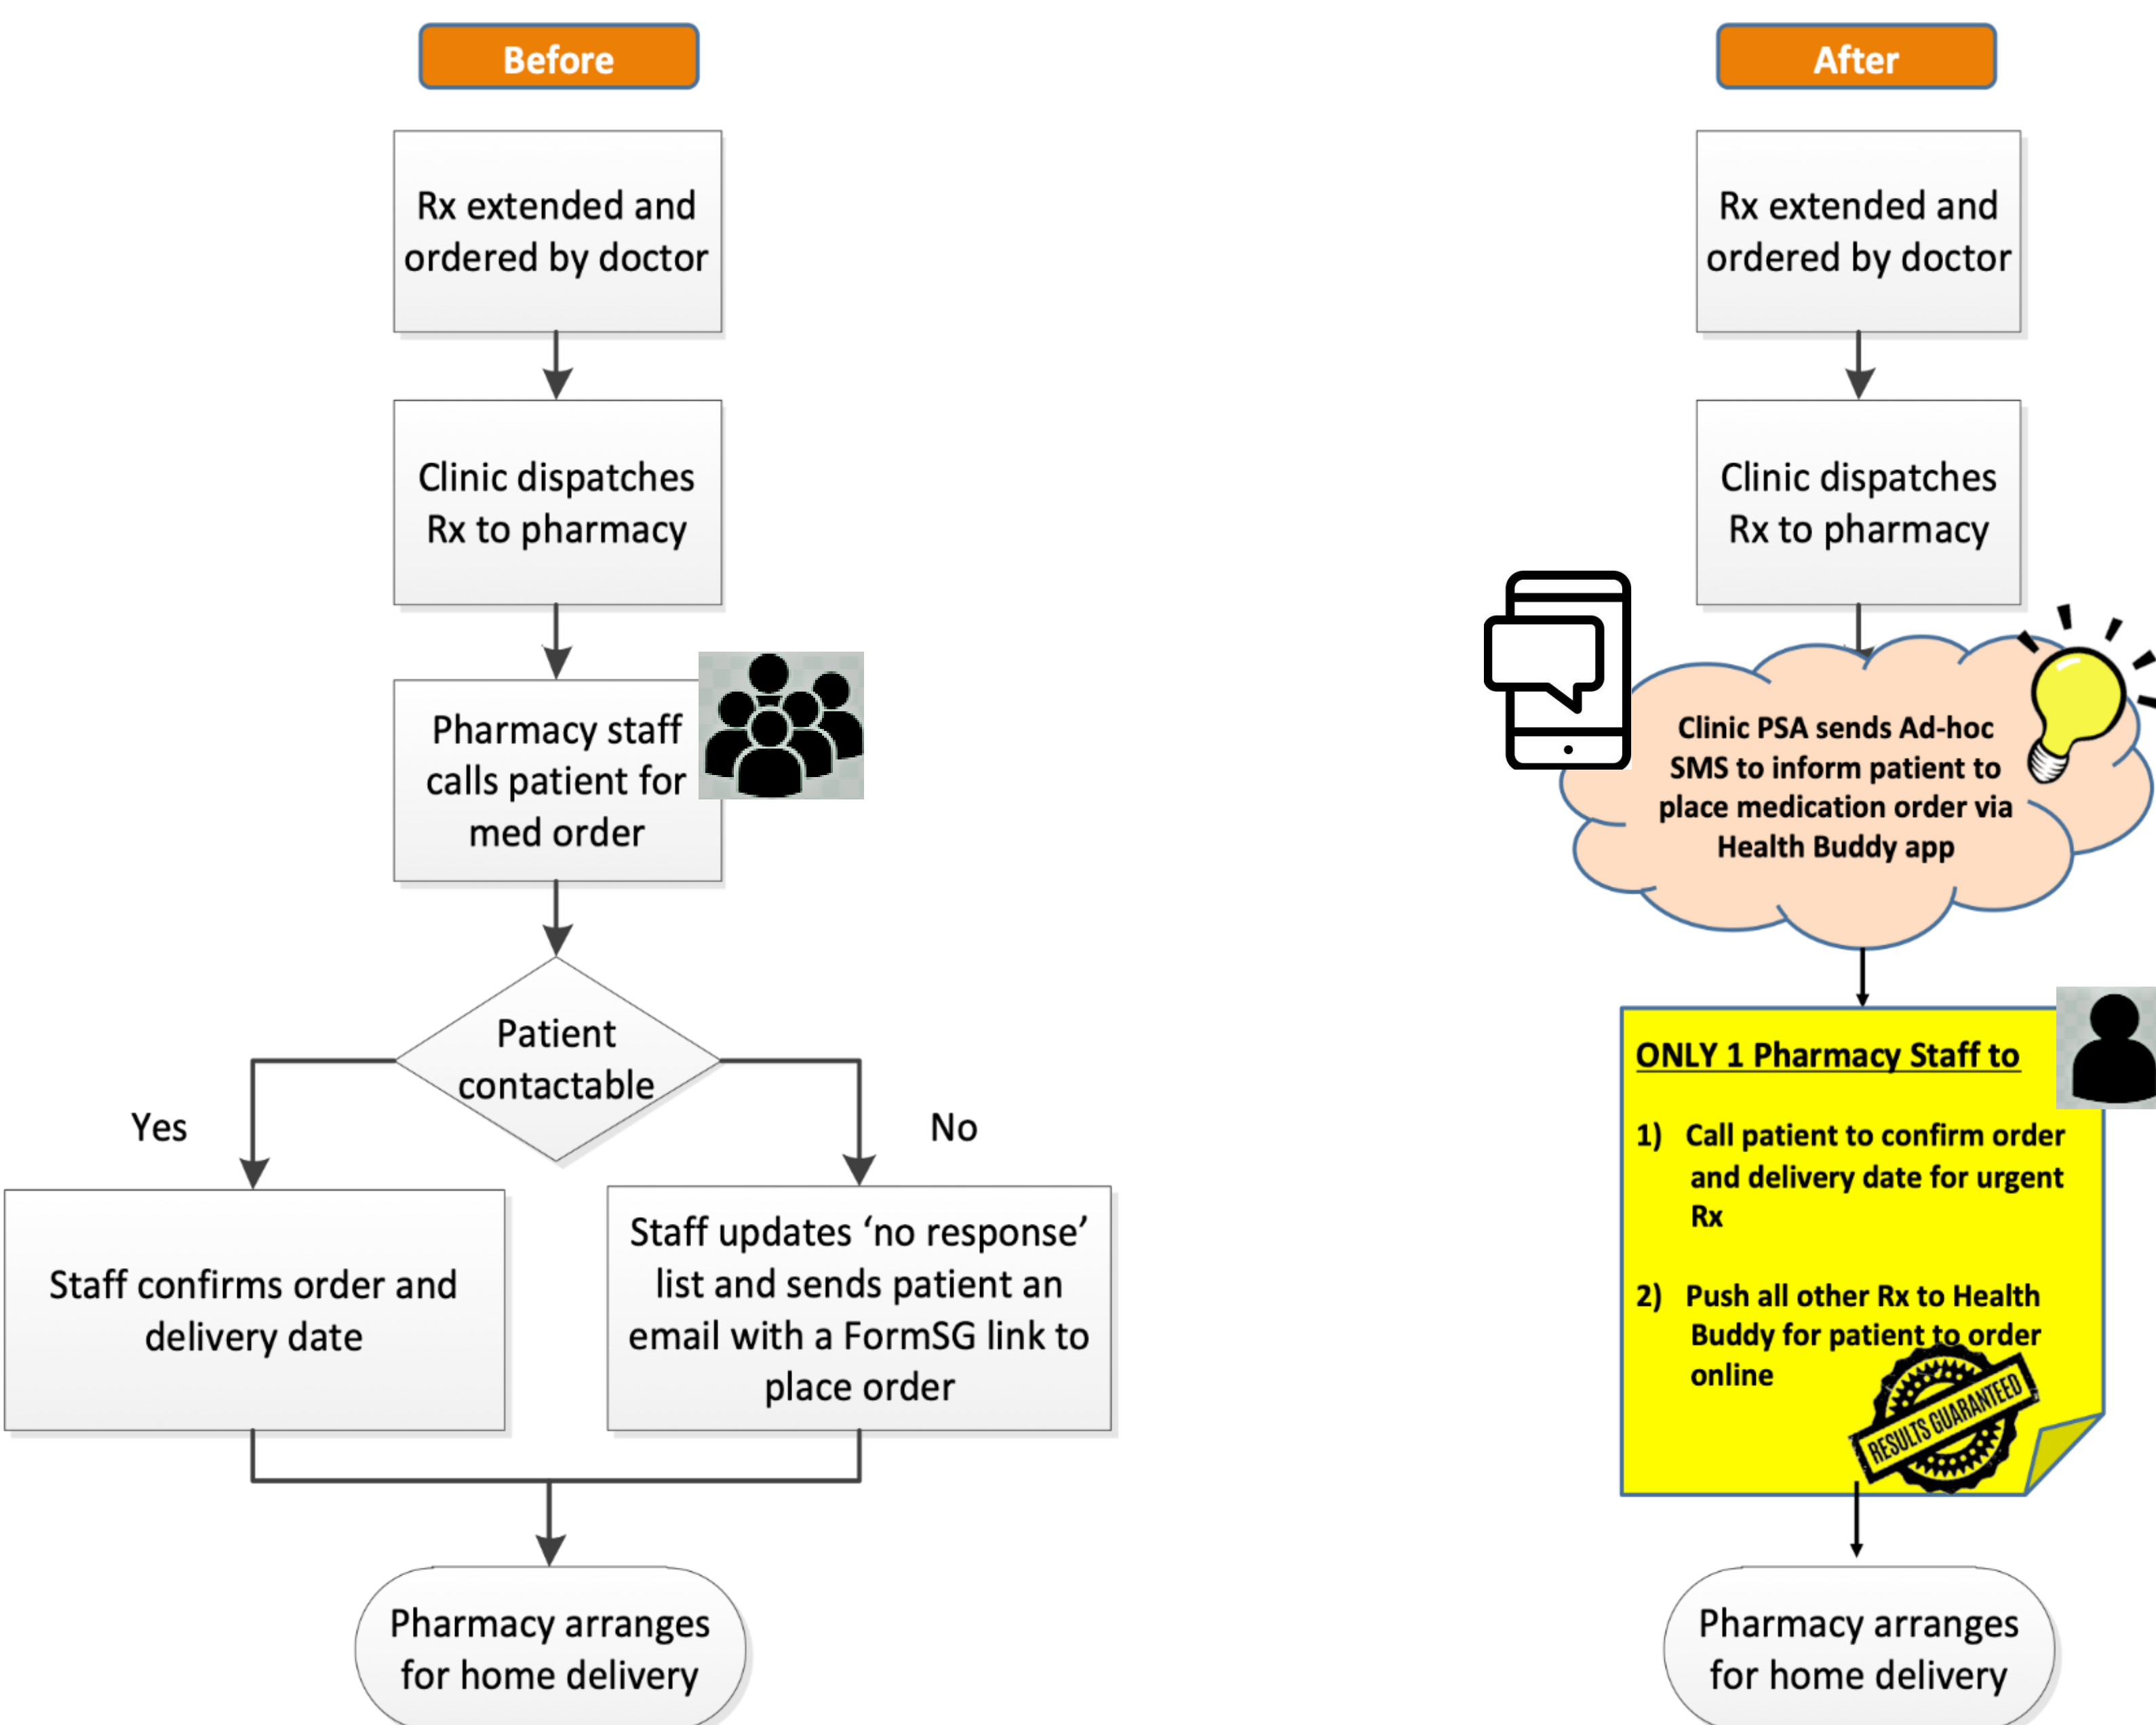 Before
Rx extended and
ordered by doctor
Clinic dispatches
Rx to pharmacy
Pharmacy staff
calls patient for
med order
Patient
contactable
Yes
No
Staff confirms order and
delivery date
Staff updates ‘no response’
list and sends patient an
email with a FormSG link to
place order
Pharmacy arranges
for home delivery
After
Rx extended and
ordered by doctor
Clinic dispatches
Rx to pharmacy
Clinic PSA sends Ad-hoc
SMS to inform patient to
place medication order via
Health Buddy app
ONLY 1 Pharmacy Staff to
1) Call patient to confirm order
and delivery date for urgent
Rx
2) Push all other Rx to Health
Buddy for patient to order
online
RESULTS GUARANTEED
Pharmacy arranges
for home delivery